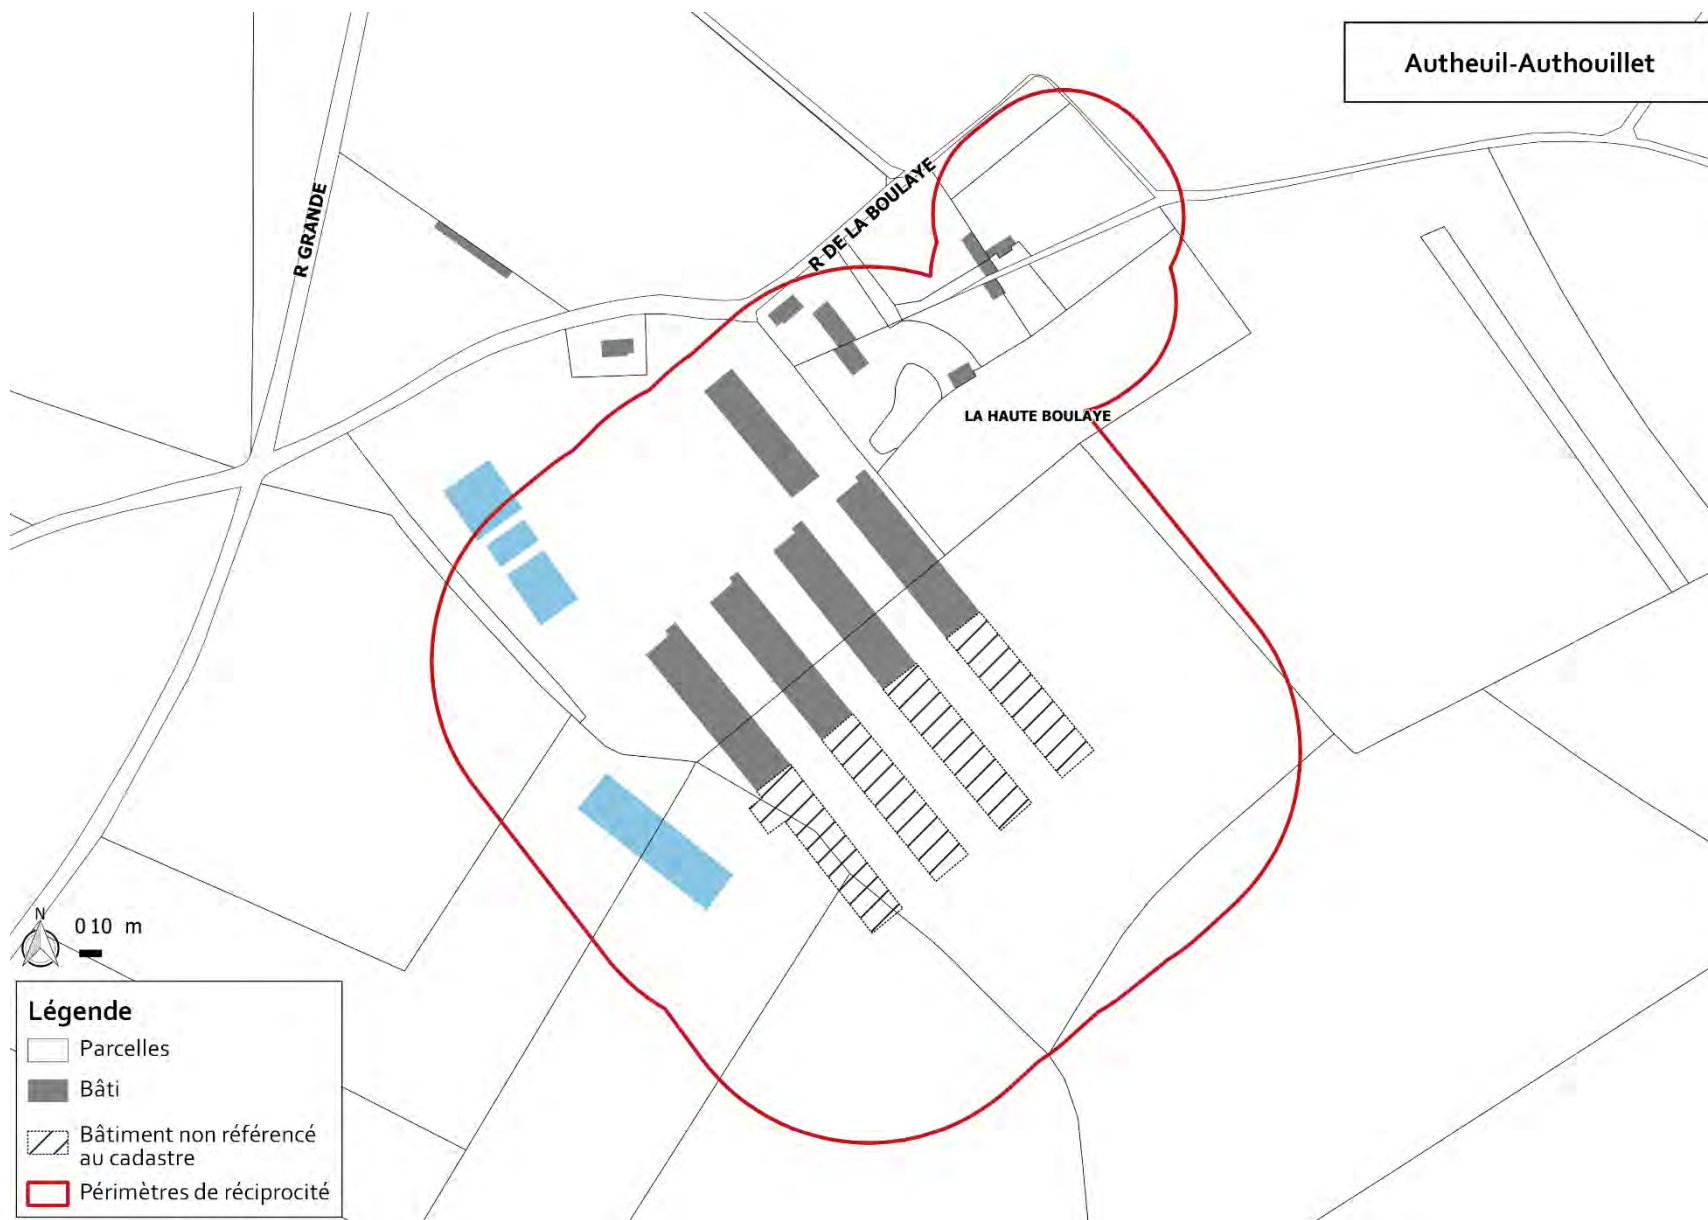 Autheuil-Authouillet
R GRANDE
R DE LA BOULAYE
LA HAUTE BOULAYE
N
0 10 m
Légende
Parcelles
Bâti
Bâtiment non référencé
au cadastre
Périmètres de réciprocité